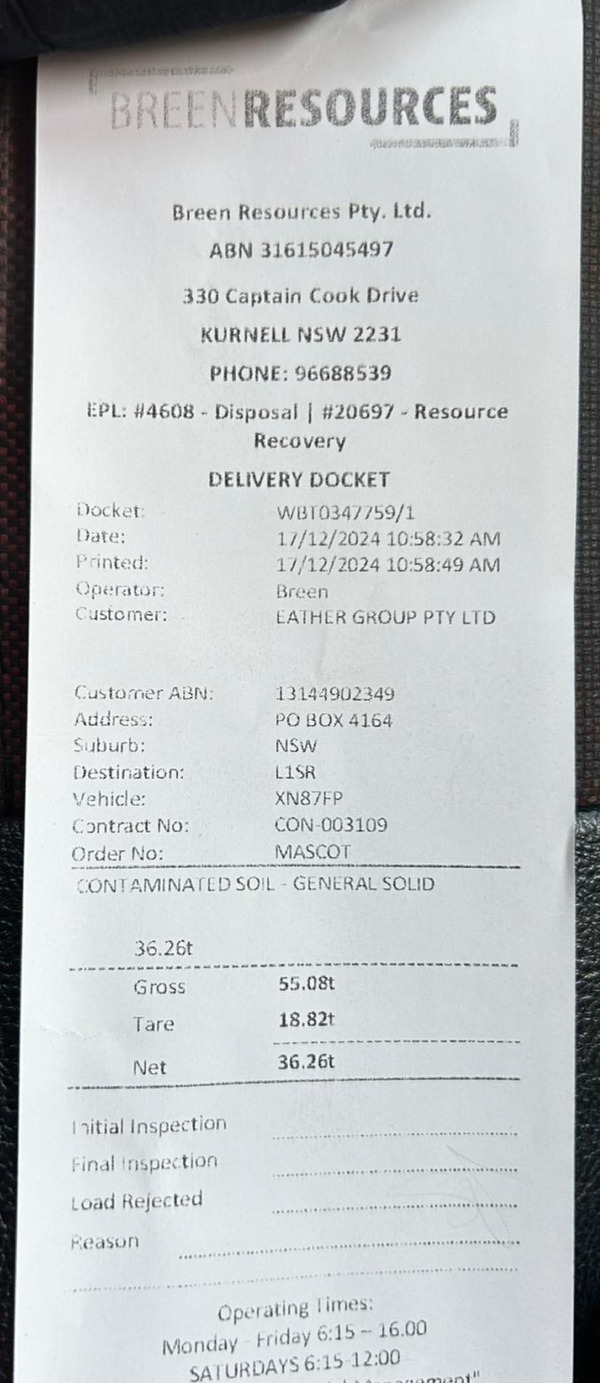 BREENRESOURCES
Breen Resources Pty. Ltd.
ABN 31615045497
330 Captain Cook Drive
KURNELL NSW 2231
PHONE: 96688539
EPL: #4608 - Disposal | #20697 - Resource
Recovery
DELIVERY DOCKET
Docket: WBT0347759/1
Date: 17/12/2024 10:58:32 AM
Printed: 17/12/2024 10:58:49 AM
Operator: Breen
Customer: EATHER GROUP PTY LTD
Customer ABN: 13144902349
Address: PO BOX 4164
Suburb: NSW
Destination: L1SR
Vehicle: XN87FP
Contract No: CON-003109
Order No: MASCOT
CONTAMINATED SOIL - GENERAL SOLID
36.26t
Gross 55.08t
Tare 18.82t
Net 36.26t
Initial Inspection
Final Inspection
Load Rejected
Reason
Operating Times:
Monday - Friday 6:15 – 16.00
SATURDAYS 6:15-12:00